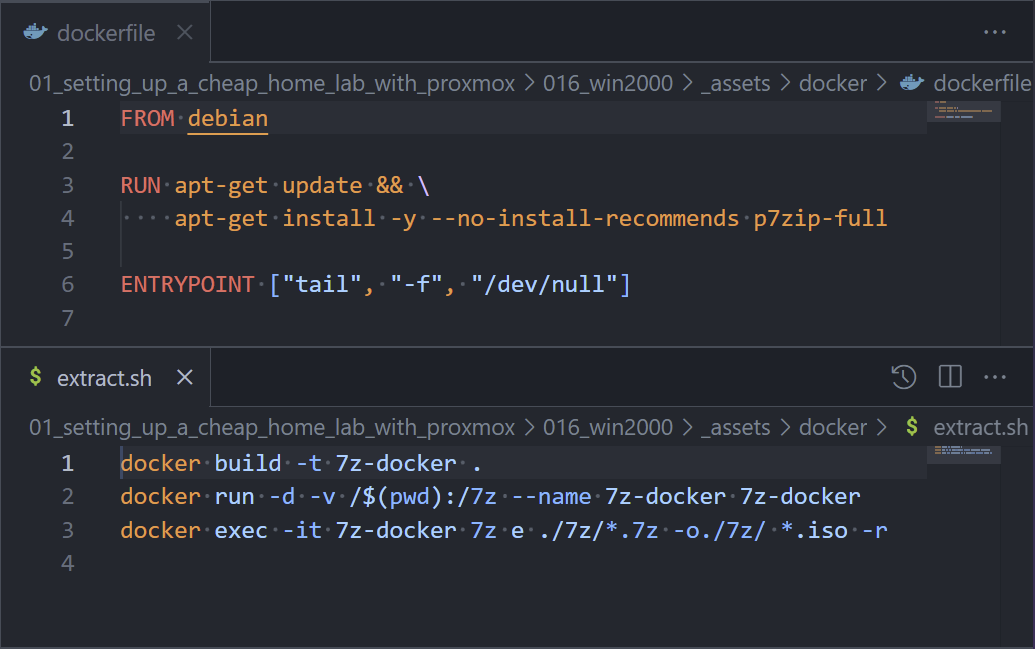 dockerfile
01_setting_up_a_cheap_home_lab_with_proxmox > 016_win2000 > _assets > docker > dockerfile
1 FROM debian
2
3 RUN apt-get update && \
4     apt-get install -y --no-install-recommends p7zip-full
5
6 ENTRYPOINT ["tail", "-f", "/dev/null"]
7
$ extract.sh
01_setting_up_a_cheap_home_lab_with_proxmox > 016_win2000 > _assets > docker > $ extract.sh
1 docker build -t 7z-docker .
2 docker run -d -v /$(pwd):/7z --name 7z-docker 7z-docker
3 docker exec -it 7z-docker 7z e ./7z/*.7z -o./7z/ *.iso -r
4